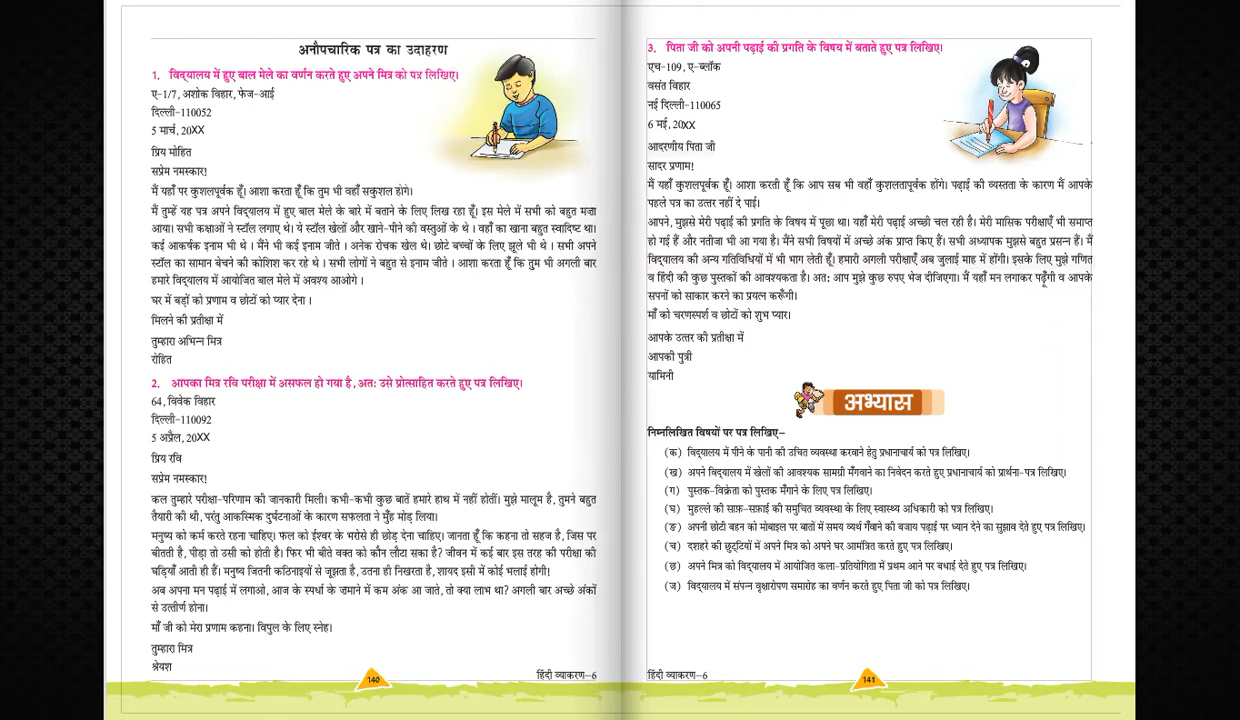 अनौपचारिक पत्र का उदाहरण
1. विद्यालय में हुए बाल मेले का वर्णन करते हुए अपने मित्र को पत्र लिखिए।
ए-1/7, अशोक विहार, फेज-आई
दिल्ली-110052
5 मार्च, 20XX
प्रिय मोहित
सप्रेम नमस्कार!
मैं यहाँ पर कुशलपूर्वक हूँ। आशा करता हूँ कि तुम भी वहाँ सकुशल होगे।
मैं तुम्हें यह पत्र अपने विद्यालय में हुए बाल मेले के बारे में बताने के लिए लिख रहा हूँ। इस मेले में सभी को बहुत मज़ा
आया। सभी कक्षाओं ने स्टॉल लगाए थे। ये स्टॉल खेलों और खाने-पीने की वस्तुओं के थे । वहाँ का खाना बहुत स्वादिष्ट था।
कई आकर्षक इनाम भी थे । मैंने भी कई इनाम जीते । अनेक रोचक खेल थे। छोटे बच्चों के लिए झूले भी थे । सभी अपने
स्टॉल का सामान बेचने की कोशिश कर रहे थे । सभी लोगों ने बहुत से इनाम जीते । आशा करता हूँ कि तुम भी अगली बार
हमारे विद्यालय में आयोजित बाल मेले में अवश्य आओगे ।
घर में बड़ों को प्रणाम व छोटों को प्यार देना ।
मिलने की प्रतीक्षा में
तुम्हारा अभिन्न मित्र
रोहित
2. आपका मित्र रवि परीक्षा में असफल हो गया है, अतः उसे प्रोत्साहित करते हुए पत्र लिखिए।
64, विवेक विहार
दिल्ली-110092
5 अप्रैल, 20XX
प्रिय रवि
सप्रेम नमस्कार!
कल तुम्हारे परीक्षा-परिणाम की जानकारी मिली। कभी-कभी कुछ बातें हमारे हाथ में नहीं होतीं। मुझे मालूम है, तुमने बहुत
तैयारी की थी, परंतु आकस्मिक दुर्घटनाओं के कारण सफलता ने मुँह मोड़ लिया।
मनुष्य को कर्म करते रहना चाहिए। फल को ईश्वर के भरोसे ही छोड़ देना चाहिए। जानता हूँ कि कहना तो सहज है, जिस पर
बीतती है, पीड़ा तो उसी को होती है। फिर भी बीते वक्त को कौन लौटा सका है? जीवन में कई बार इस तरह की परीक्षा की
घड़ियाँ आती ही हैं। मनुष्य जितनी कठिनाइयों से जूझता है, उतना ही निखरता है, शायद इसी में कोई भलाई होगी!
अब अपना मन पढ़ाई में लगाओ, आज के स्पर्धा के ज़माने में कम अंक आ जाते, तो क्या लाभ था? अगली बार अच्छे अंकों
से उत्तीर्ण होना।
माँ जी को मेरा प्रणाम कहना। विपुल के लिए स्नेह।
तुम्हारा मित्र
श्रेयश
140
हिंदी व्याकरण-6
3. पिता जी को अपनी पढ़ाई की प्रगति के विषय में बताते हुए पत्र लिखिए।
एच-109, ए-ब्लॉक
वसंत विहार
नई दिल्ली-110065
6 मई, 20XX
आदरणीय पिता जी
सादर प्रणाम!
मैं यहाँ कुशलपूर्वक हूँ। आशा करती हूँ कि आप सब भी वहाँ कुशलतापूर्वक होंगे। पढ़ाई की व्यस्तता के कारण मैं आपके
पहले पत्र का उत्तर नहीं दे पाई।
आपने, मुझसे मेरी पढ़ाई की प्रगति के विषय में पूछा था। यहाँ मेरी पढ़ाई अच्छी चल रही है। मेरी मासिक परीक्षाएँ भी समाप्त
हो गई हैं और नतीजा भी आ गया है। मैंने सभी विषयों में अच्छे अंक प्राप्त किए हैं। सभी अध्यापक मुझसे बहुत प्रसन्न हैं। मैं
विद्यालय की अन्य गतिविधियों में भी भाग लेती हूँ। हमारी अगली परीक्षाएँ अब जुलाई माह में होंगी। इसके लिए मुझे गणित
व हिंदी की कुछ पुस्तकों की आवश्यकता है। अतः आप मुझे कुछ रुपए भेज दीजिएगा। मैं यहाँ मन लगाकर पढ़ूँगी व आपके
सपनों को साकार करने का प्रयत्न करूँगी।
माँ को चरणस्पर्श व छोटों को शुभ प्यार।
आपके उत्तर की प्रतीक्षा में
आपकी पुत्री
यामिनी
अभ्यास
निम्नलिखित विषयों पर पत्र लिखिए-
(क) विद्यालय में पीने के पानी की उचित व्यवस्था करवाने हेतु प्रधानाचार्य को पत्र लिखिए।
(ख) अपने विद्यालय में खेलों की आवश्यक सामग्री मँगवाने का निवेदन करते हुए प्रधानाचार्य को प्रार्थना-पत्र लिखिए।
(ग) पुस्तक-विक्रेता को पुस्तक मँगाने के लिए पत्र लिखिए।
(घ) मुहल्ले की साफ़-सफ़ाई की समुचित व्यवस्था के लिए स्वास्थ्य अधिकारी को पत्र लिखिए।
(ङ) अपनी छोटी बहन को मोबाइल पर बातों में समय व्यर्थ गँवाने की बजाय पढ़ाई पर ध्यान देने का सुझाव देते हुए पत्र लिखिए।
(च) दशहरे की छुट्टियों में अपने मित्र को अपने घर आमंत्रित करते हुए पत्र लिखिए।
(छ) अपने मित्र को विद्यालय में आयोजित कला-प्रतियोगिता में प्रथम आने पर बधाई देते हुए पत्र लिखिए।
(ज) विद्यालय में संपन्न वृक्षारोपण समारोह का वर्णन करते हुए पिता जी को पत्र लिखिए।
हिंदी व्याकरण-6
141